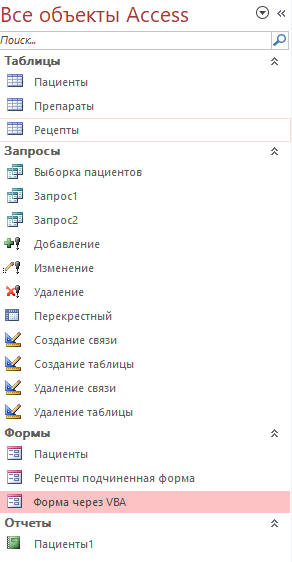 Все объекты Access
Поиск...
Таблицы
Пациенты
Препараты
Рецепты
Запросы
Выборка пациентов
Запрос1
Запрос2
Добавление
Изменение
Удаление
Перекрестный
Создание связи
Создание таблицы
Удаление связи
Удаление таблицы
Формы
Пациенты
Рецепты подчиненная форма
Форма через VBA
Отчеты
Пациенты1